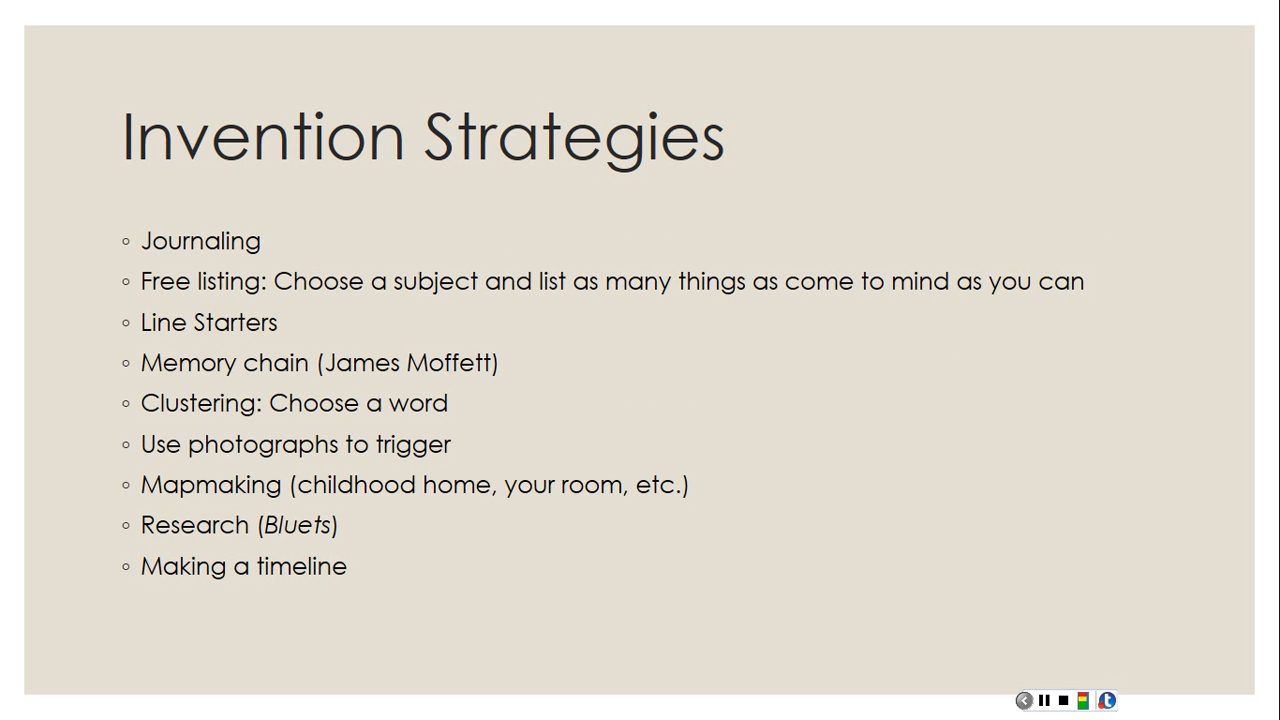 Invention Strategies
◦ Journaling
◦ Free listing: Choose a subject and list as many things as come to mind as you can
◦ Line Starters
◦ Memory chain (James Moffett)
◦ Clustering: Choose a word
◦ Use photographs to trigger
◦ Mapmaking (childhood home, your room, etc.)
◦ Research (Bluets)
◦ Making a timeline
t